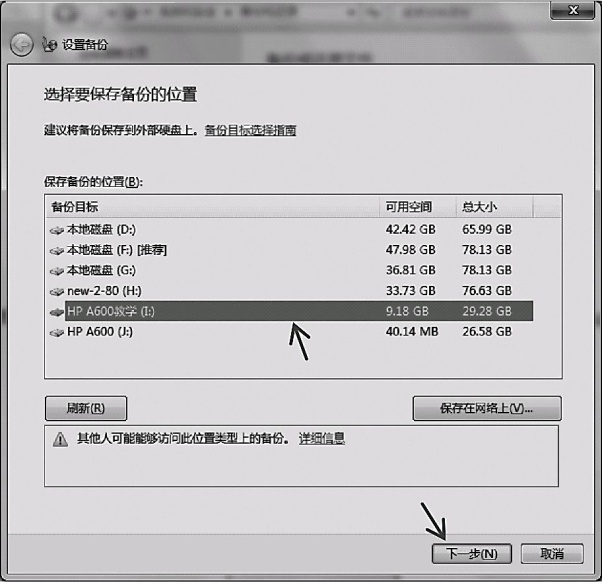 设置备份
选择要保存备份的位置
建议将备份保存到外部硬盘上。备份目标选择指南
保存备份的位置(B):
备份目标 可用空间 总大小
本地磁盘 (D:) 42.42 GB 65.99 GB
本地磁盘 (F:) [推荐] 47.98 GB 78.13 GB
本地磁盘 (G:) 36.81 GB 78.13 GB
new-2-80 (H:) 33.73 GB 76.63 GB
HP A600教学 (I:) 9.18 GB 29.28 GB
HP A600 (J:) 40.14 MB 26.58 GB
刷新(R) 保存在网络上(V)...
其他人可能能够访问此位置类型上的备份。 详细信息
下一步(N) 取消